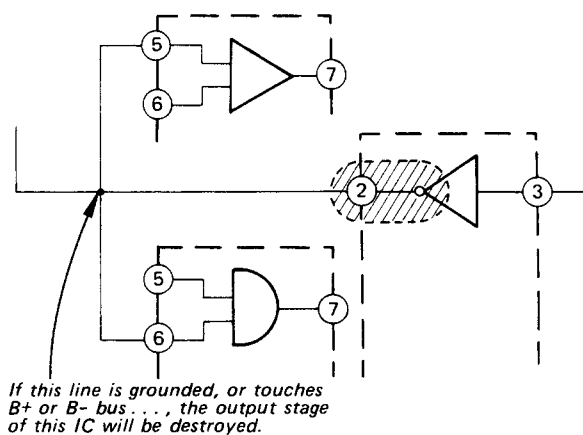 5
7
6
2
3
5
7
6
If this line is grounded, or touches
B+ or B- bus . . . , the output stage
of this IC will be destroyed.